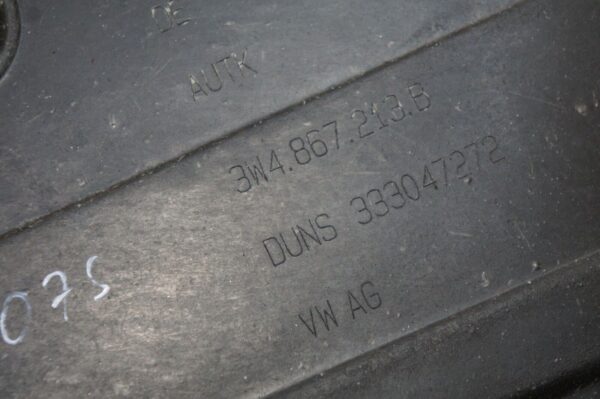 DE
AUTK
3W4.867.213.B
DUNS 333047272
VW AG
075